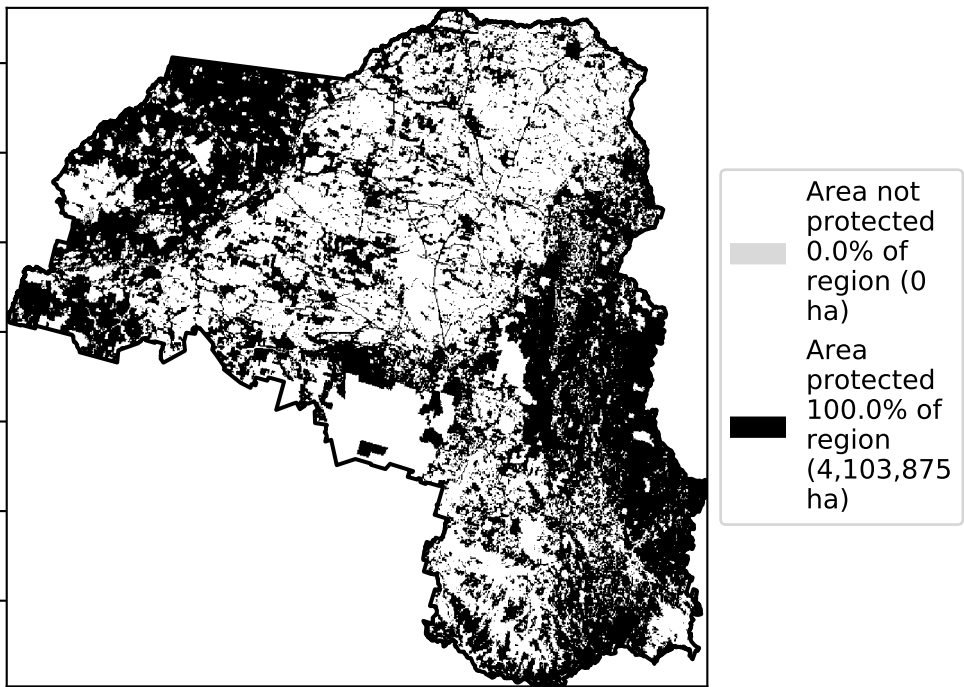 Area not
protected
0.0% of
region (0
ha)
Area
protected
100.0% of
region
(4,103,875
ha)